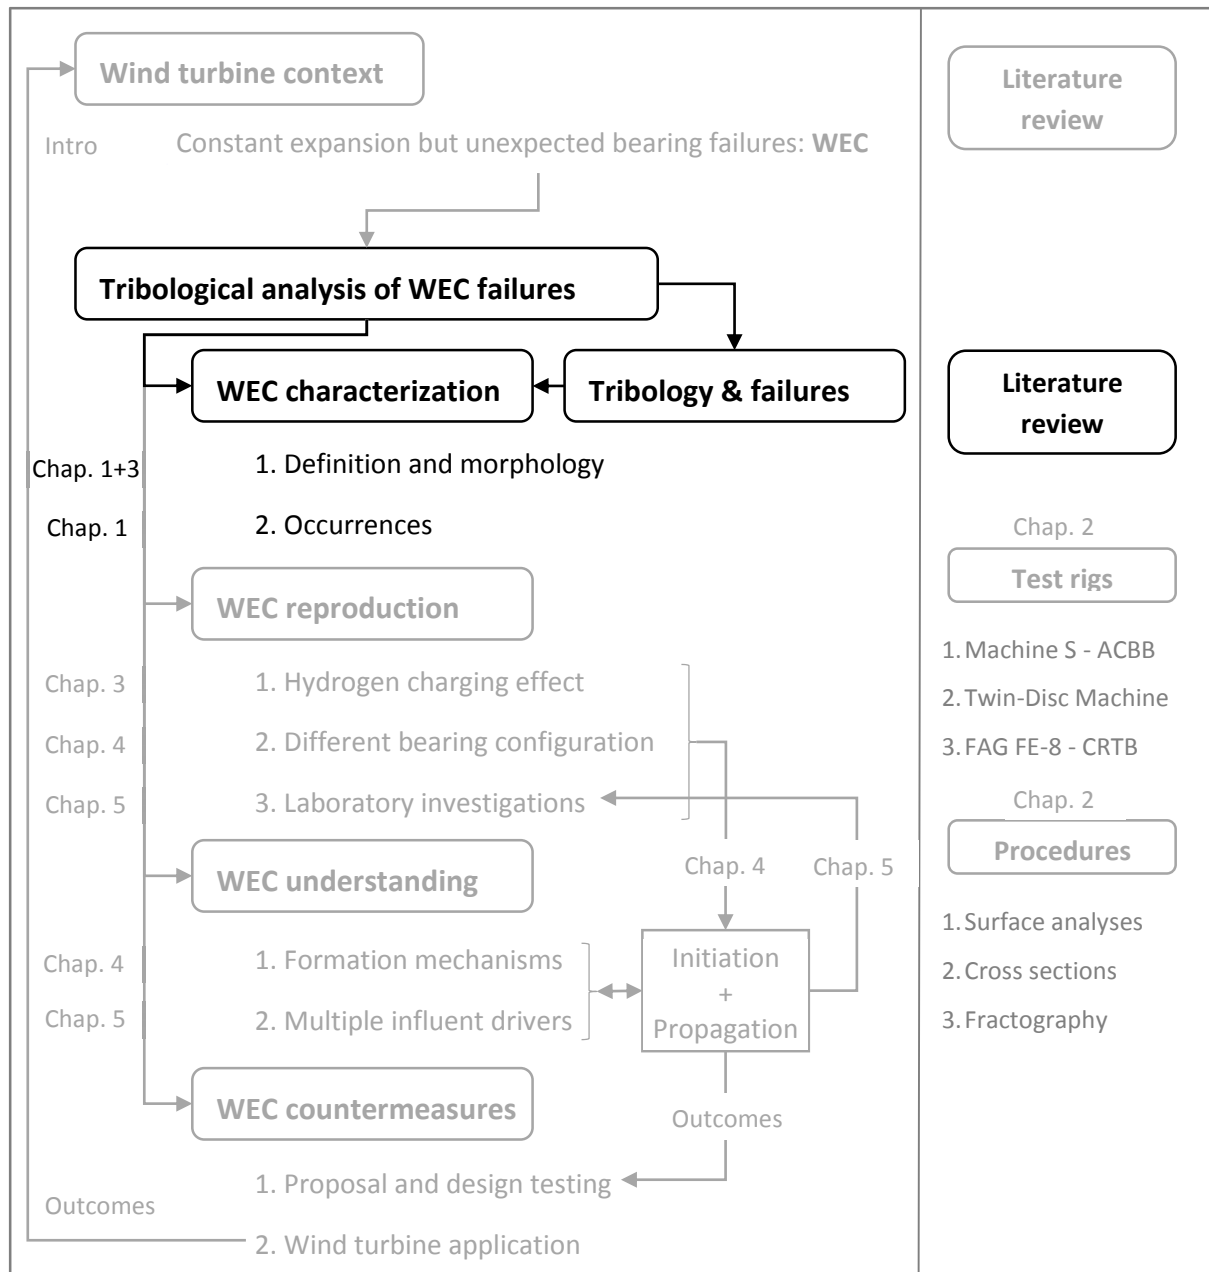 Wind turbine context
Intro
Constant expansion but unexpected bearing failures: WEC
Tribological analysis of WEC failures
WEC characterization
Tribology & failures
Chap. 1+3
1. Definition and morphology
Chap. 1
2. Occurrences
WEC reproduction
Chap. 3
1. Hydrogen charging effect
Chap. 4
2. Different bearing configuration
Chap. 5
3. Laboratory investigations
Chap. 4
Chap. 5
WEC understanding
Chap. 4
1. Formation mechanisms
Chap. 5
2. Multiple influent drivers
Initiation
+
Propagation
WEC countermeasures
Outcomes
1. Proposal and design testing
Outcomes
2. Wind turbine application
Literature
review
Literature
review
Chap. 2
Test rigs
1. Machine S - ACBB
2. Twin-Disc Machine
3. FAG FE-8 - CRTB
Chap. 2
Procedures
1. Surface analyses
2. Cross sections
3. Fractography